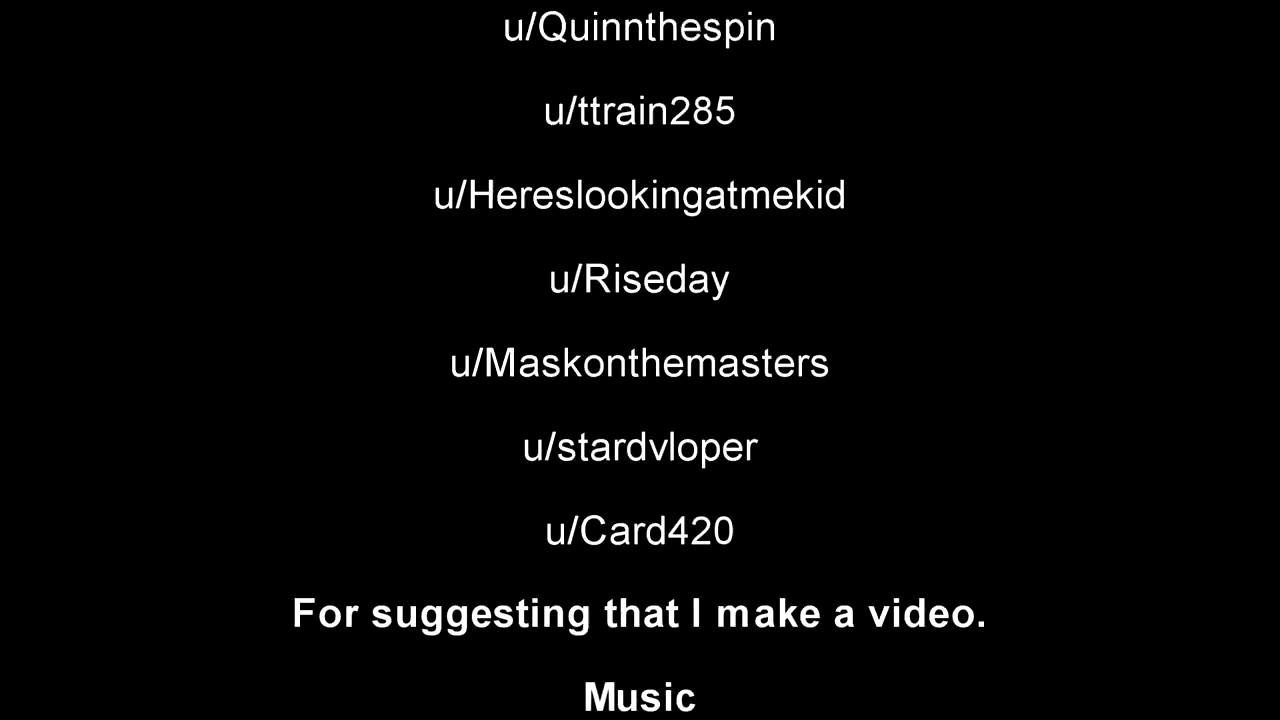 u/Quinnthespin
u/ttrain285
u/Hereslookingatmekid
u/Riseday
u/Maskonthemasters
u/stardvloper
u/Card420
For suggesting that I make a video.
Music